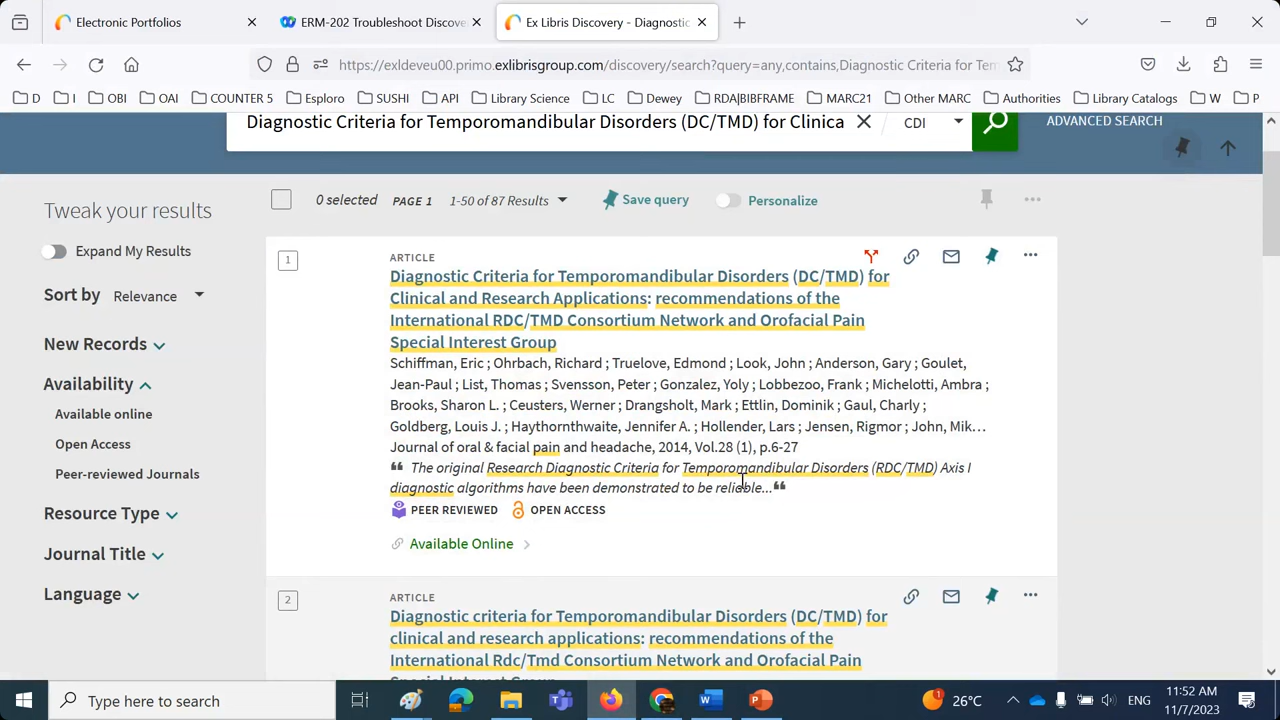 Electronic Portfolios
ERM-202 Troubleshoot Discove
Ex Libris Discovery - Diagnostic
https://exldeveu00.primo.exlibrisgroup.com/discovery/search?query=any,contains,Diagnostic Criteria for Tem
D
I
OBI
OAI
COUNTER 5
Esploro
SUSHI
API
Library Science
LC
Dewey
RDA|BIBFRAME
MARC21
Other MARC
Authorities
Library Catalogs
W
P
Diagnostic Criteria for Temporomandibular Disorders (DC/TMD) for Clinica
CDI
ADVANCED SEARCH
Tweak your results
Expand My Results
Sort by Relevance
New Records
Availability
Available online
Open Access
Peer-reviewed Journals
Resource Type
Journal Title
Language
0 selected PAGE 1 1-50 of 87 Results
Save query
Personalize
1
ARTICLE
Diagnostic Criteria for Temporomandibular Disorders (DC/TMD) for
Clinical and Research Applications: recommendations of the
International RDC/TMD Consortium Network and Orofacial Pain
Special Interest Group
Schiffman, Eric ; Ohrbach, Richard ; Truelove, Edmond ; Look, John ; Anderson, Gary ; Goulet,
Jean-Paul ; List, Thomas ; Svensson, Peter ; Gonzalez, Yoly ; Lobbezoo, Frank ; Michelotti, Ambra ;
Brooks, Sharon L. ; Ceusters, Werner ; Drangsholt, Mark ; Ettlin, Dominik ; Gaul, Charly ;
Goldberg, Louis J. ; Haythornthwaite, Jennifer A. ; Hollender, Lars ; Jensen, Rigmor ; John, Mik…
Journal of oral & facial pain and headache, 2014, Vol.28 (1), p.6-27
❝ The original Research Diagnostic Criteria for Temporomandibular Disorders (RDC/TMD) Axis I
diagnostic algorithms have been demonstrated to be reliable...❞
PEER REVIEWED OPEN ACCESS
Available Online
2
ARTICLE
Diagnostic criteria for Temporomandibular Disorders (DC/TMD) for
clinical and research applications: recommendations of the
International Rdc/Tmd Consortium Network and Orofacial Pain
Special Interest Group
Type here to search
1
26°C
ENG
11:52 AM
11/7/2023
1